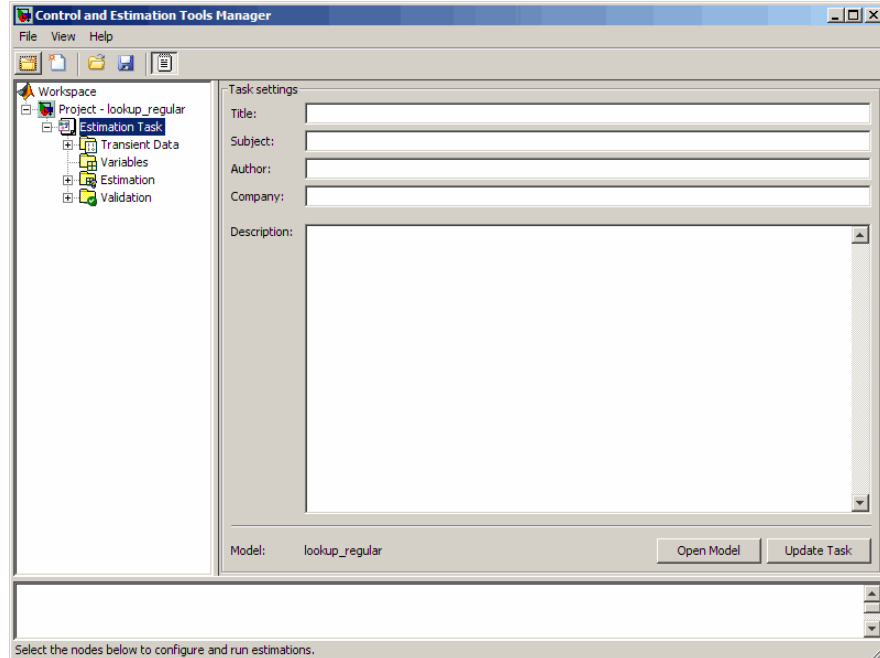 Control and Estimation Tools Manager
File View Help
Workspace
Project - lookup_regular
Estimation Task
Transient Data
Variables
Estimation
Validation
Task settings
Title:
Subject:
Author:
Company:
Description:
Model: lookup_regular
Open Model
Update Task
Select the nodes below to configure and run estimations.